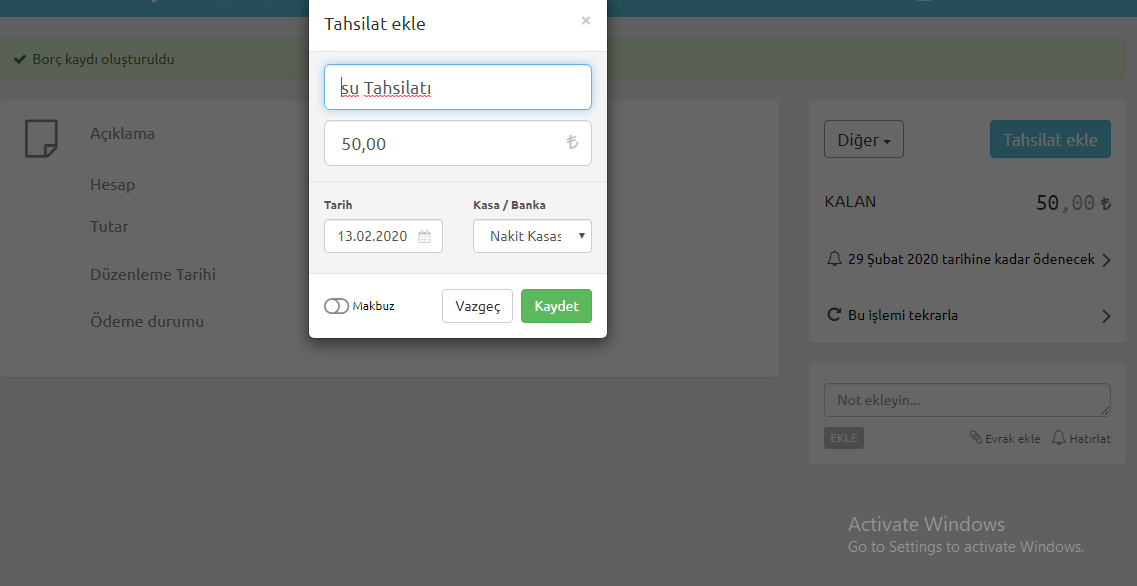 Tahsilat ekle
×
Borç kaydı oluşturuldu
su Tahsilatı
50,00 ₺
Tarih
Kasa / Banka
13.02.2020
Nakit Kasas
Makbuz
Vazgeç
Kaydet
Açıklama
Hesap
Tutar
Düzenleme Tarihi
Ödeme durumu
Diğer
Tahsilat ekle
KALAN
50,00 ₺
29 Şubat 2020 tarihine kadar ödenecek
Bu işlemi tekrarla
Not ekleyin...
EKLE
Evrak ekle
Hatırlat
Activate Windows
Go to Settings to activate Windows.